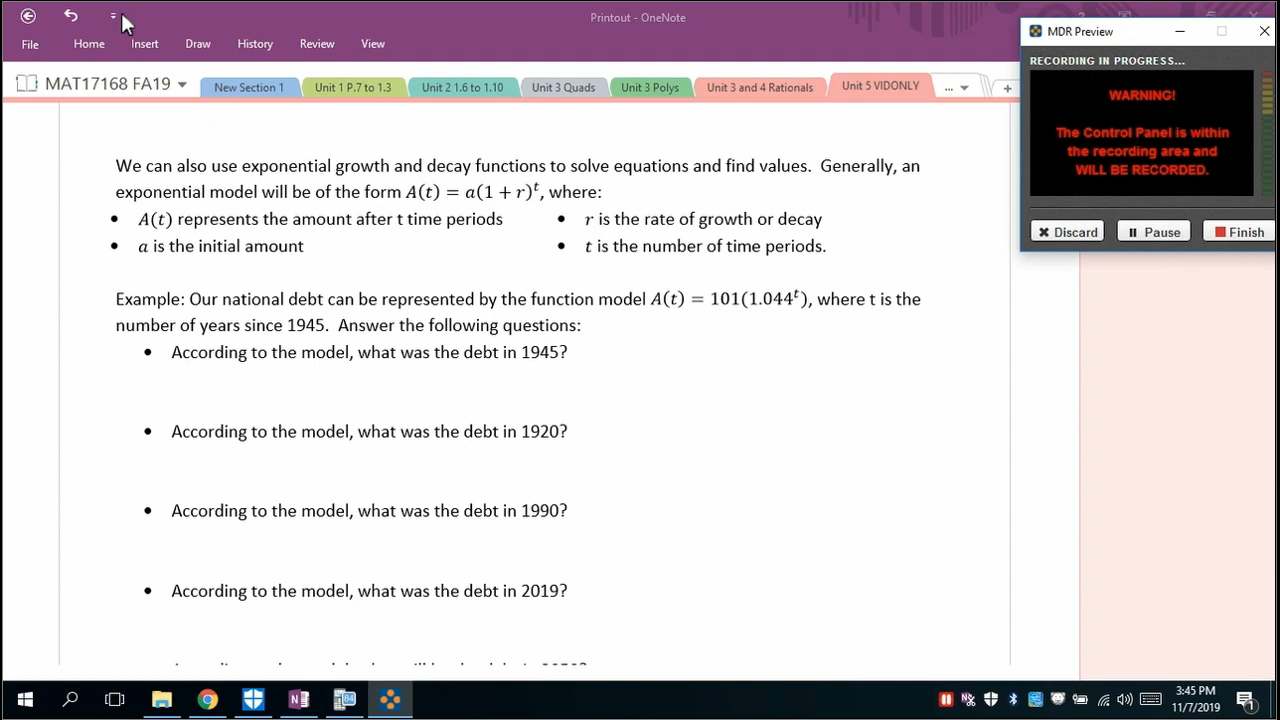 Printout - OneNote
File Home Insert Draw History Review View
MDR Preview
RECORDING IN PROGRESS...
WARNING!
The Control Panel is within
the recording area and
WILL BE RECORDED.
Discard Pause Finish
MAT17168 FA19 New Section 1 Unit 1 P.7 to 1.3 Unit 2 1.6 to 1.10 Unit 3 Quads Unit 3 Polys Unit 3 and 4 Rationals Unit 5 VIDONLY ... +
We can also use exponential growth and decay functions to solve equations and find values. Generally, an
exponential model will be of the form A(t) = a(1 + r)^t, where:
• A(t) represents the amount after t time periods • r is the rate of growth or decay
• a is the initial amount • t is the number of time periods.
Example: Our national debt can be represented by the function model A(t) = 101(1.044^t), where t is the
number of years since 1945. Answer the following questions:
• According to the model, what was the debt in 1945?
• According to the model, what was the debt in 1920?
• According to the model, what was the debt in 1990?
• According to the model, what was the debt in 2019?
3:45 PM
11/7/2019
1